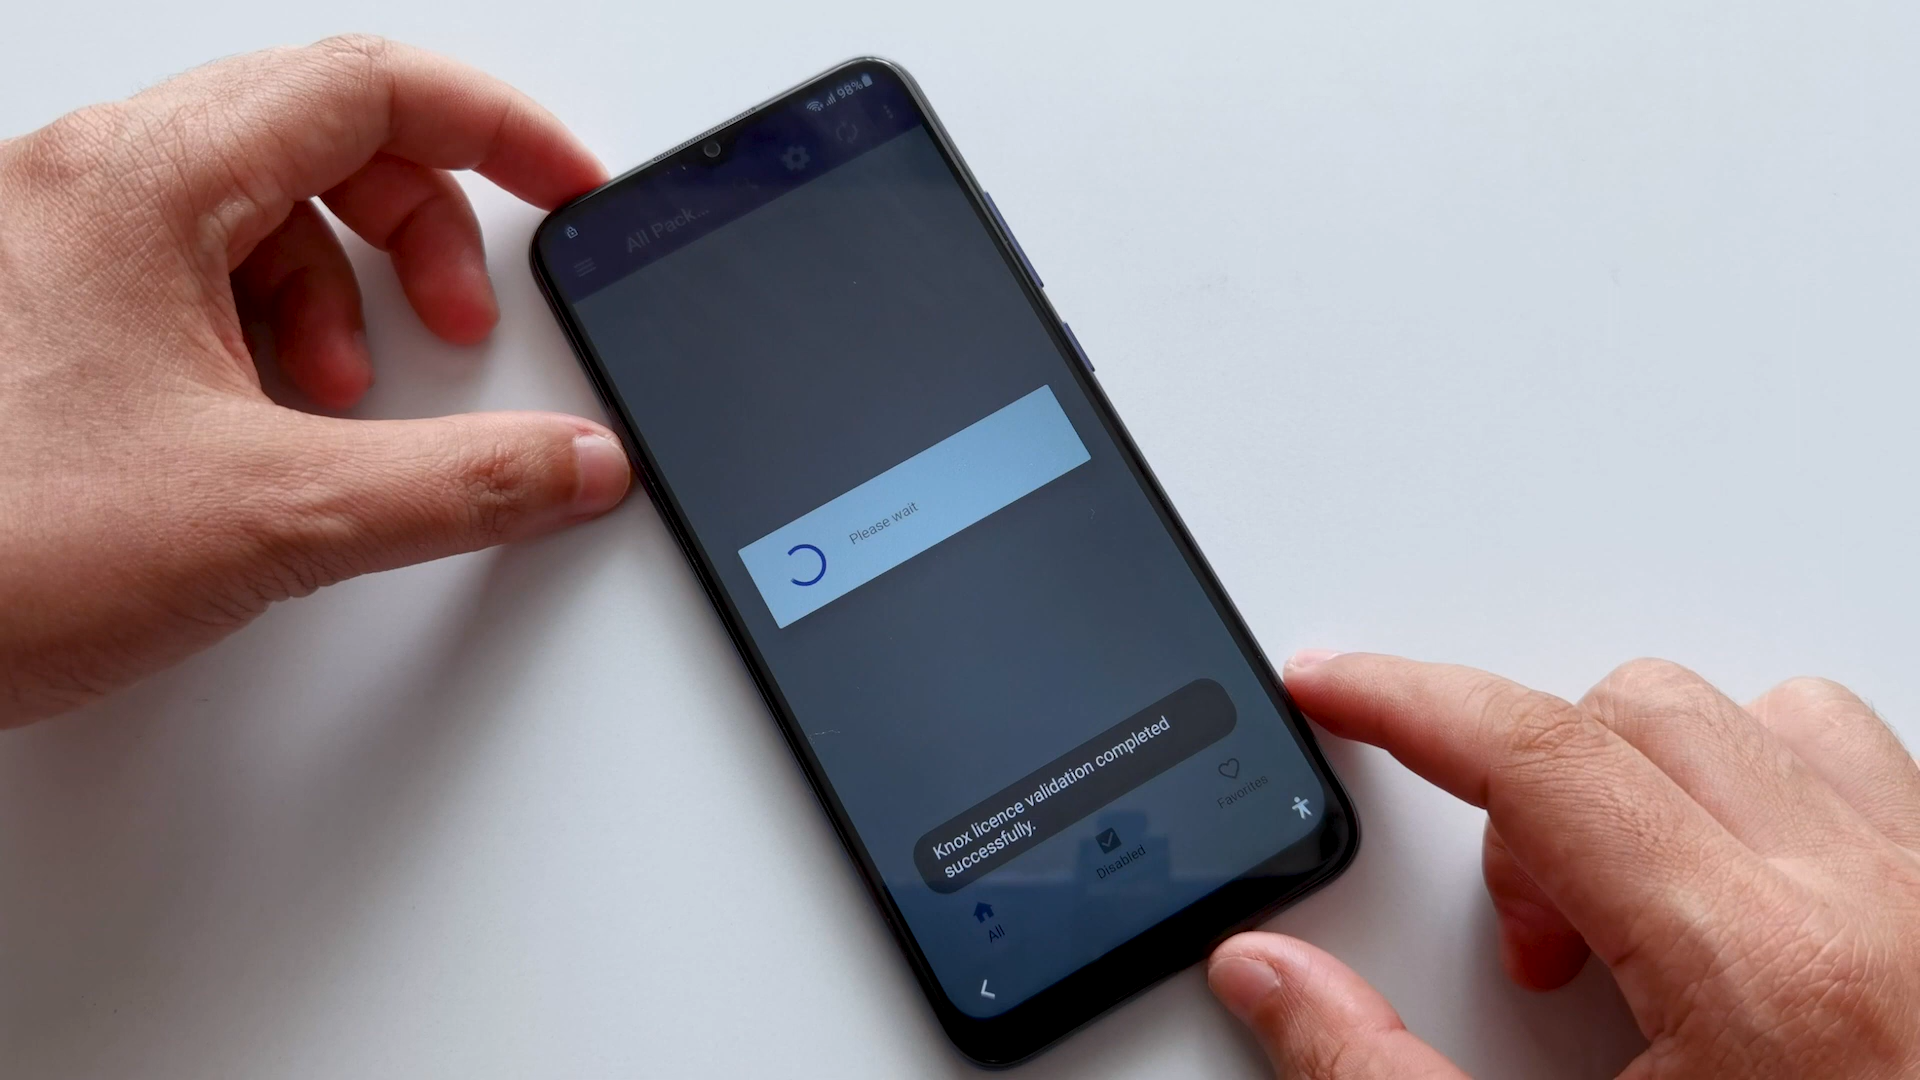 98%
All Pack...
Please wait
Knox licence validation completed
successfully.
All
Disabled
Favorites